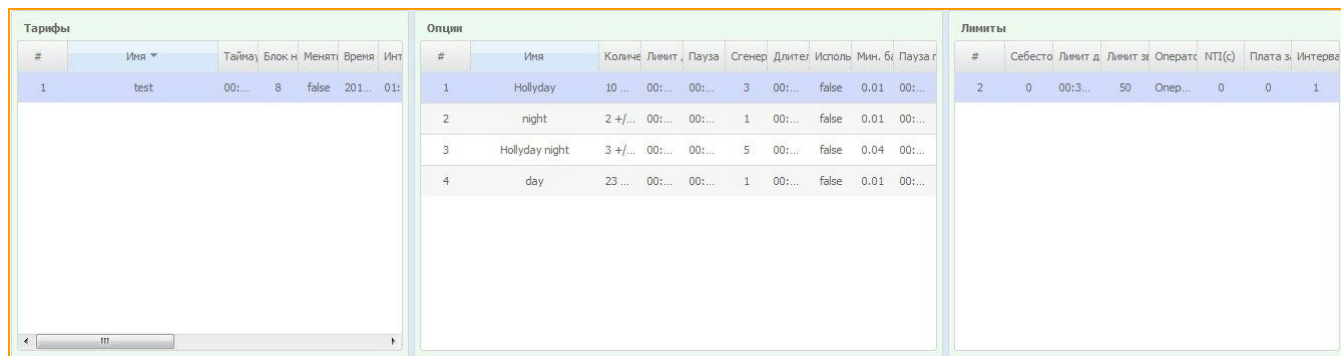 Тарифы
# Имя Таймау Блок н Менять Время Инт
1 test 00:... 8 false 201... 01:
Опции
# Имя Количе Лимит Пауза Сгенер Длител Исполь Мин. ба Пауза п
1 Hollyday 10 ... 00:... 00:... 3 00:... false 0.01 00:...
2 night 2 +/... 00:... 00:... 1 00:... false 0.01 00:...
3 Hollyday night 3 +/... 00:... 00:... 5 00:... false 0.04 00:...
4 day 23 ... 00:... 00:... 1 00:... false 0.01 00:...
Лимиты
# Себесто Лимит д Лимит зв Операто NTI(с) Плата за Интерва
2 0 00:3... 50 Опер... 0 0 1